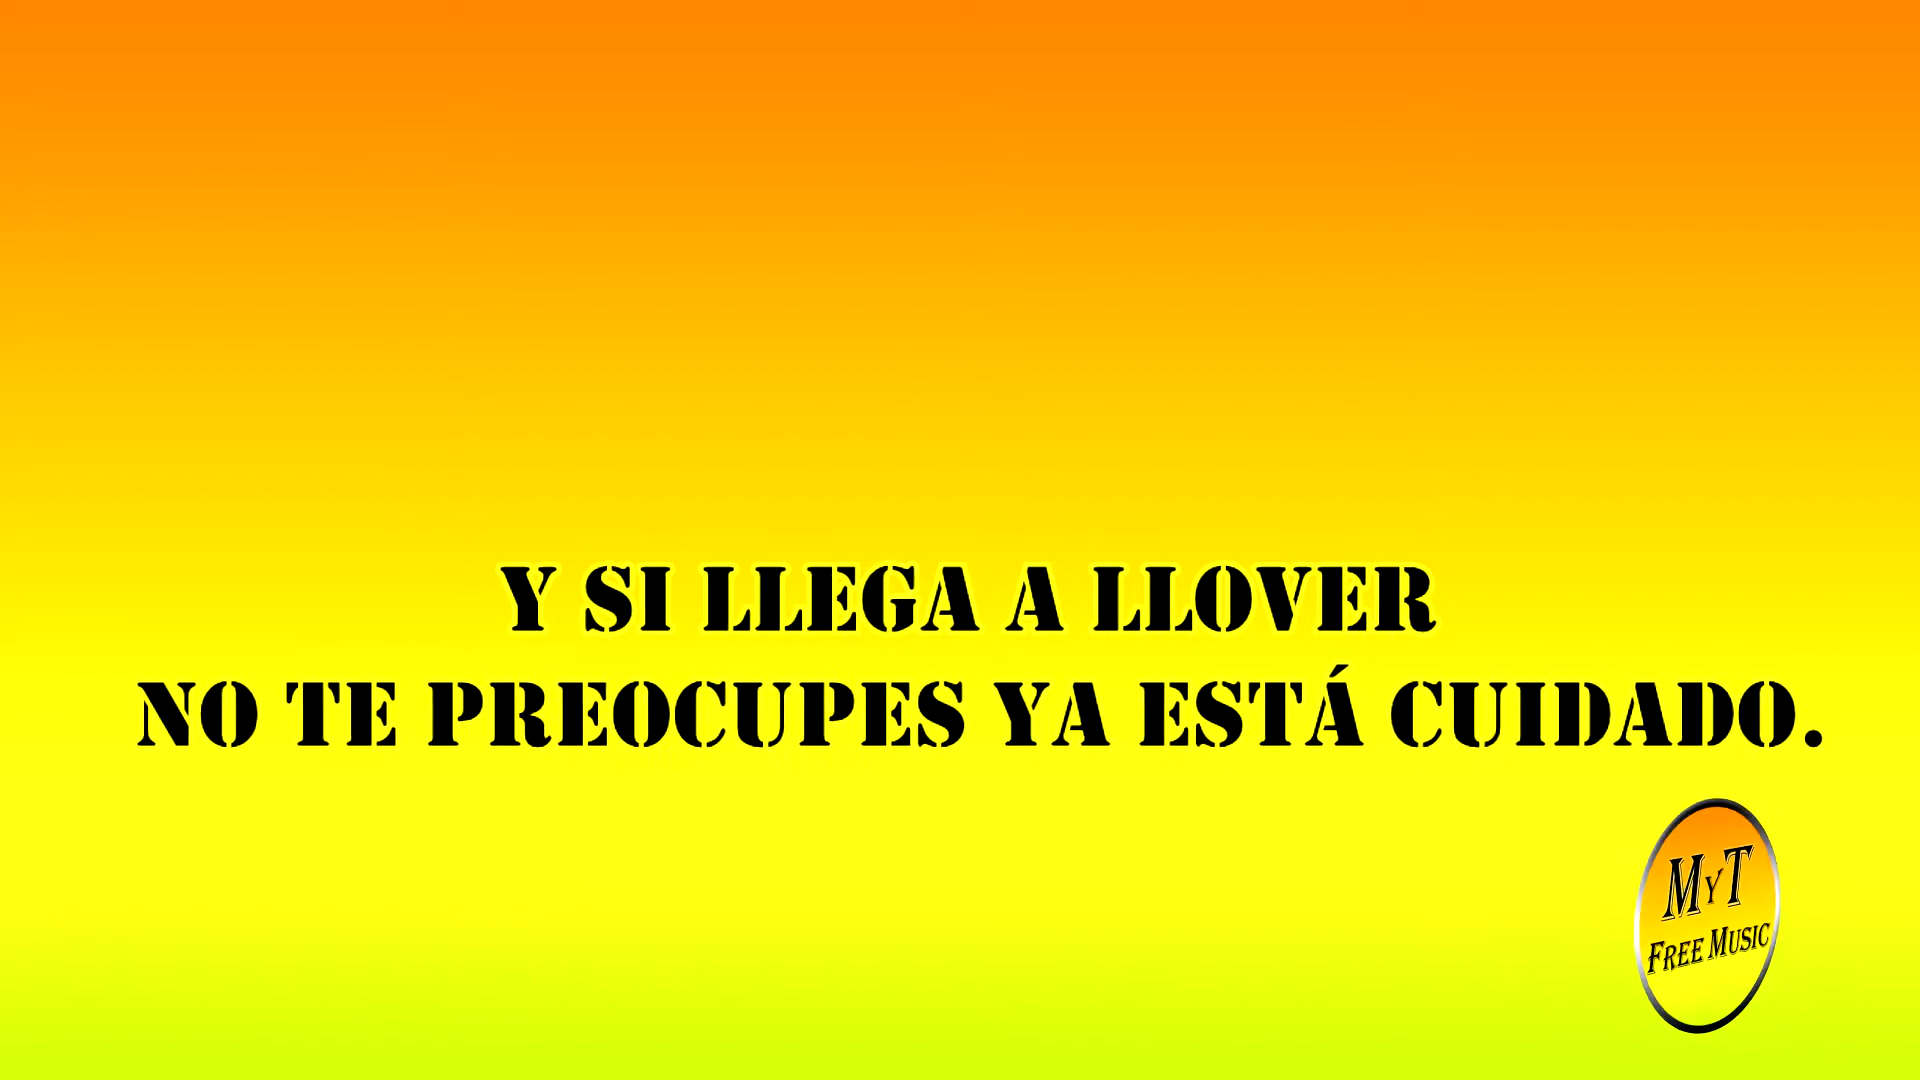 Y SI LLEGA A LLOVER
NO TE PREOCUPES YA ESTÁ CUIDADO.
MYT
FREE MUSIC